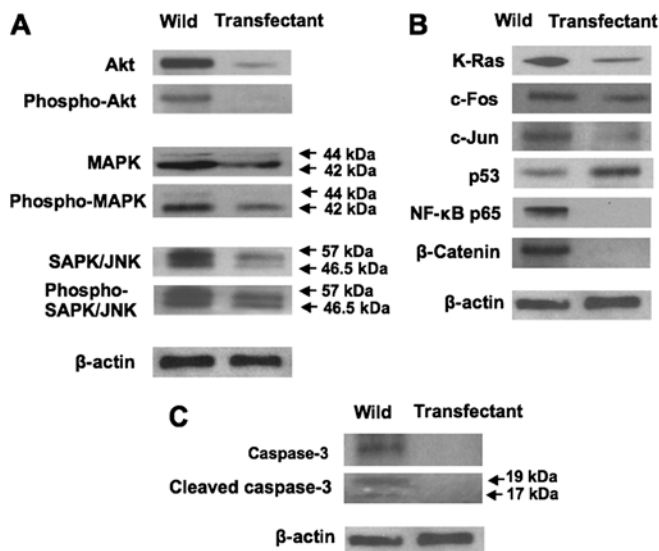 A
Wild Transfectant
Akt
Phospho-Akt
MAPK
44 kDa
42 kDa
Phospho-MAPK
44 kDa
42 kDa
SAPK/JNK
57 kDa
46.5 kDa
Phospho-
SAPK/JNK
57 kDa
46.5 kDa
β-actin
B
Wild Transfectant
K-Ras
c-Fos
c-Jun
p53
NF-κB p65
β-Catenin
β-actin
C
Wild Transfectant
Caspase-3
Cleaved caspase-3
19 kDa
17 kDa
β-actin